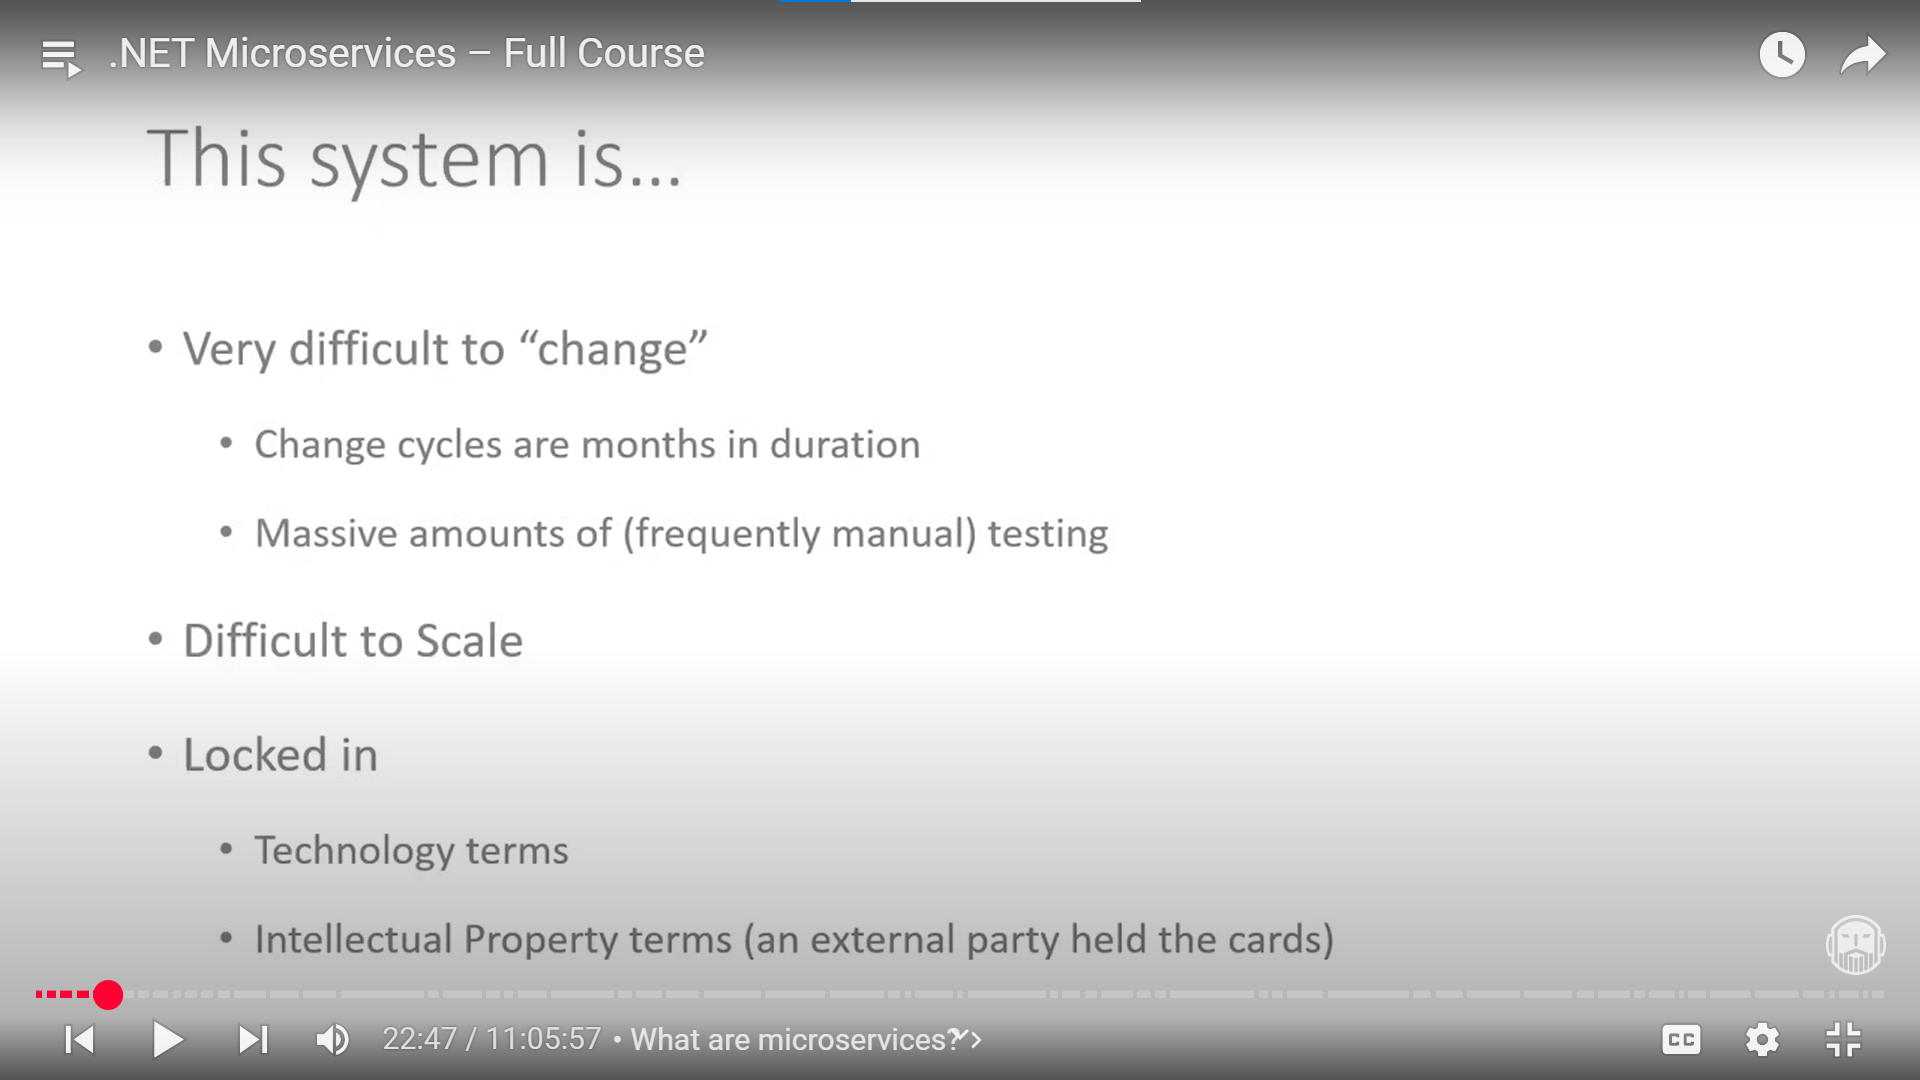 .NET Microservices – Full Course
This system is...
• Very difficult to “change”
• Change cycles are months in duration
• Massive amounts of (frequently manual) testing
• Difficult to Scale
• Locked in
• Technology terms
• Intellectual Property terms (an external party held the cards)
22:47 / 11:05:57 • What are microservices?
CC